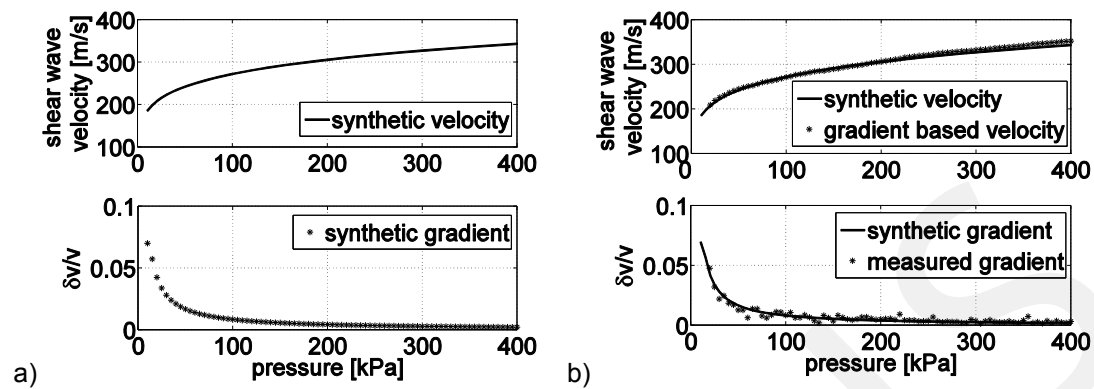 400
300
200
100
0 100 200 300 400
shear wave
velocity [m/s]
synthetic velocity
0.1
0.05
0
0 100 200 300 400
δv/v
synthetic gradient
pressure [kPa]
a)
400
300
200
100
0 100 200 300 400
shear wave
velocity [m/s]
synthetic velocity
gradient based velocity
0.1
0.05
0
0 100 200 300 400
δv/v
synthetic gradient
measured gradient
pressure [kPa]
b)